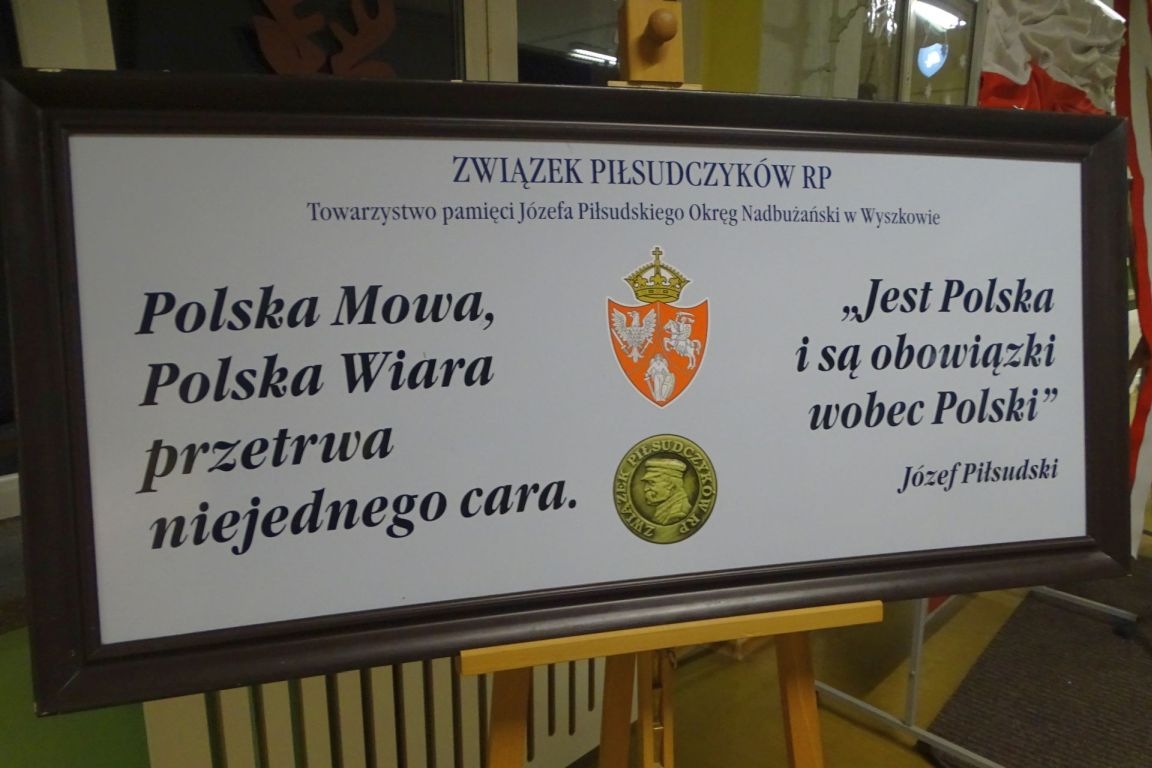 ZWIĄZEK PIŁSUDCZYKÓW RP
Towarzystwo pamięci Józefa Piłsudskiego Okręg Nadbużański w Wyszkowie
Polska Mowa,
Polska Wiara
przetrwa
niejednego cara.
ZWIĄZEK PIŁSUDCZYKÓW RP
„Jest Polska
i są obowiązki
wobec Polski”
Józef Piłsudski